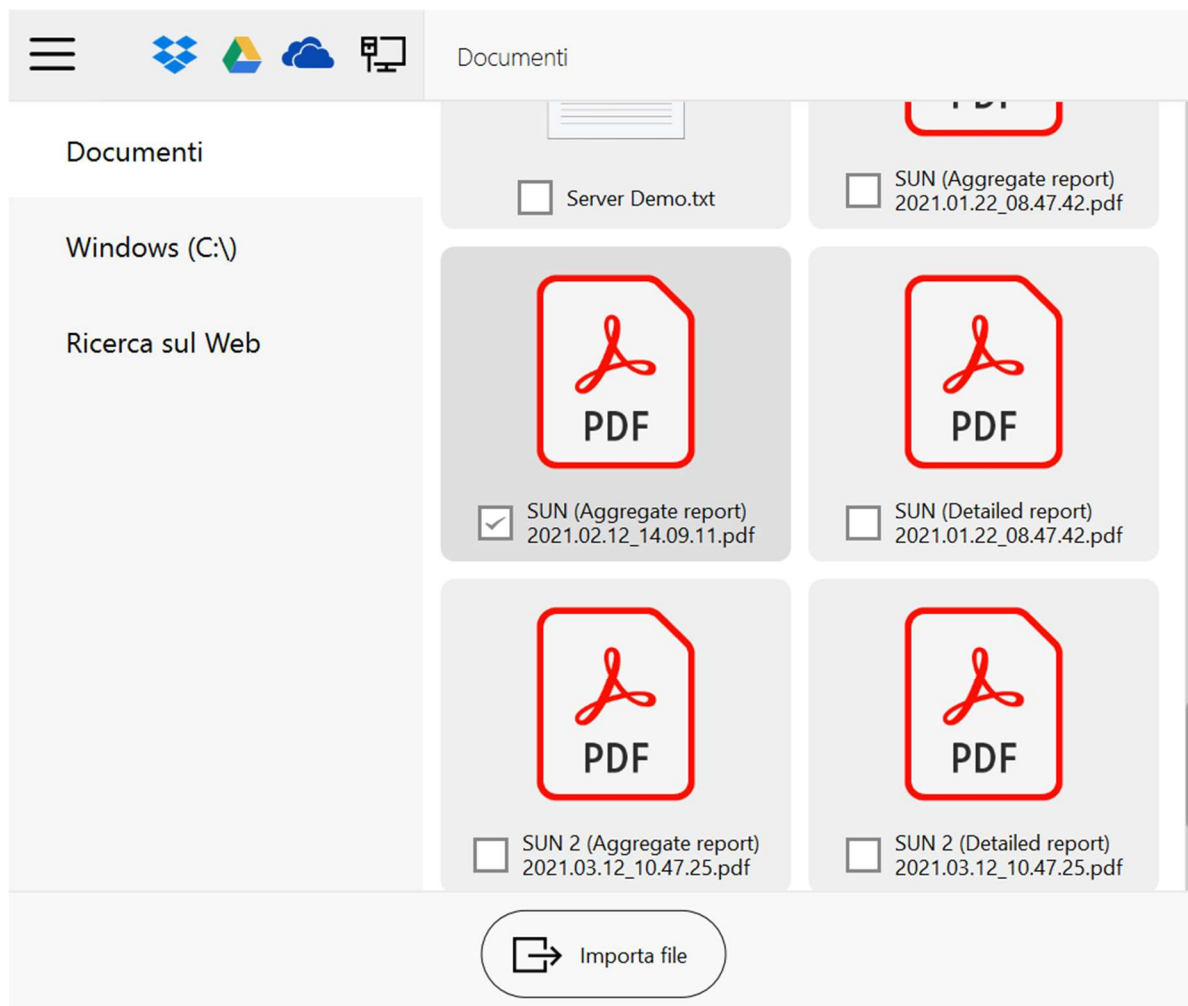 Documenti
Documenti
Windows (C:\)
Ricerca sul Web
PDF
Server Demo.txt
SUN (Aggregate report)
2021.01.22_08.47.42.pdf
PDF
PDF
SUN (Aggregate report)
2021.02.12_14.09.11.pdf
SUN (Detailed report)
2021.01.22_08.47.42.pdf
PDF
PDF
SUN 2 (Aggregate report)
2021.03.12_10.47.25.pdf
SUN 2 (Detailed report)
2021.03.12_10.47.25.pdf
Importa file